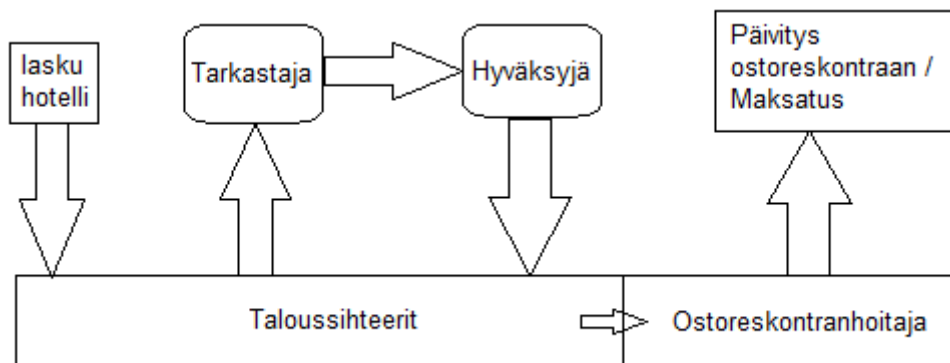 lasku
hotelli
Tarkastaja
Hyväksyjä
Päivitys
ostoreskontraan /
Maksatus
Taloussihteerit
Ostoreskontranhoitaja